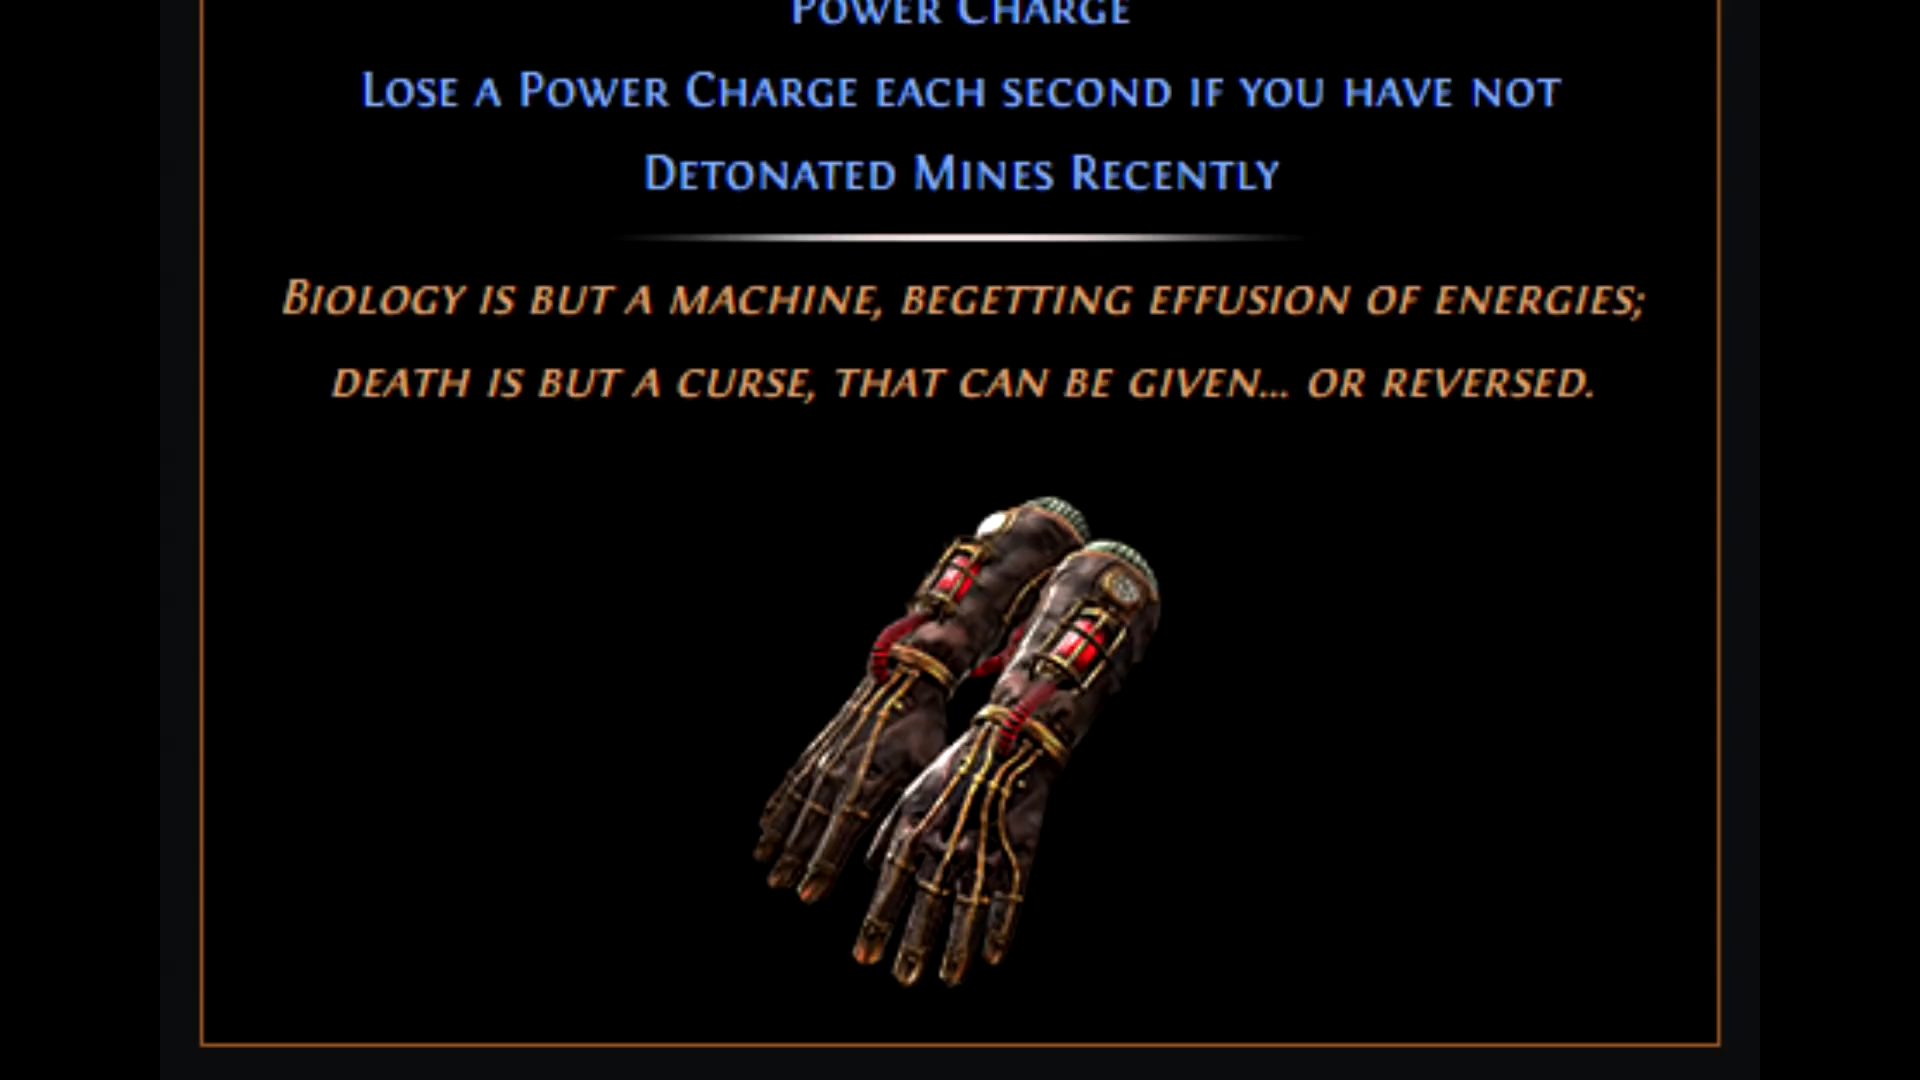 Power Charge
Lose a Power Charge each second if you have not
Detonated Mines Recently
Biology is but a machine, begetting effusion of energies;
death is but a curse, that can be given... or reversed.